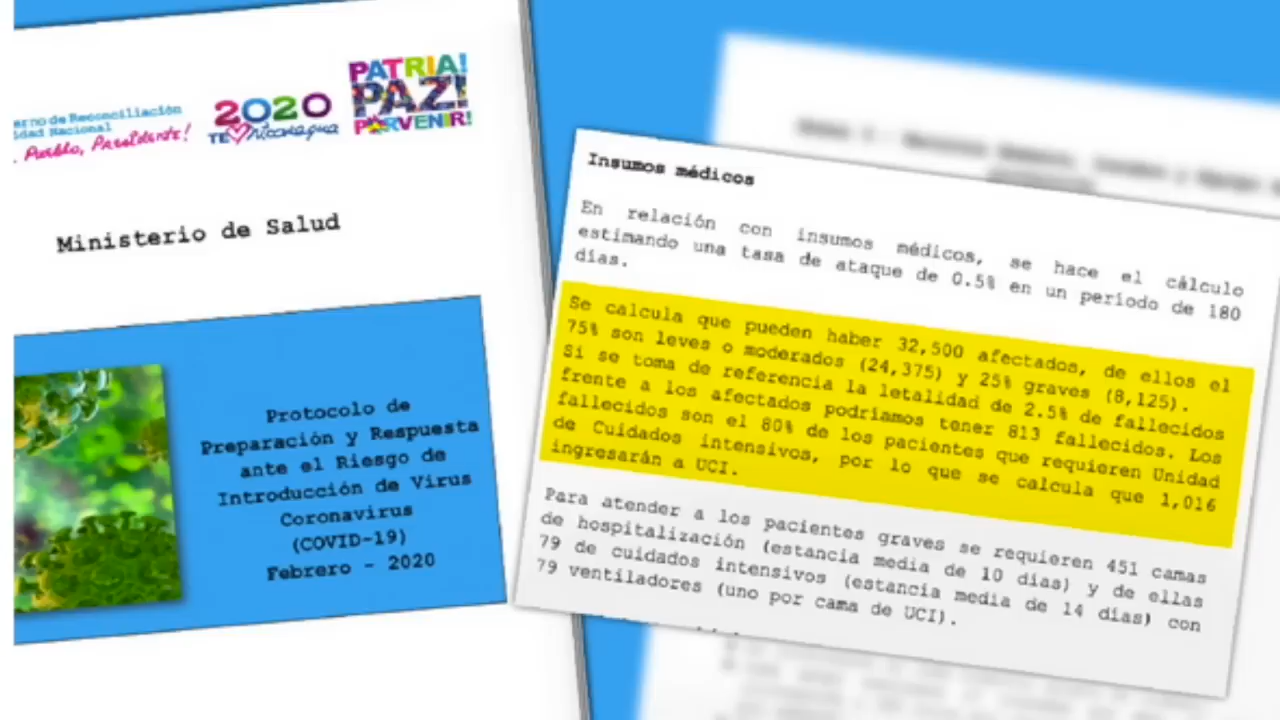 erno de Reconciliación
idad Nacional
Pueblo, Presidente!
2020
TE Nicaragua
PATRIA!
PAZ!
PORVENIR!
Ministerio de Salud
Protocolo de
Preparación y Respuesta
ante el Riesgo de
Introducción de Virus
Coronavirus
(COVID-19)
Febrero - 2020
Insumos médicos
En relación con insumos médicos, se hace el cálculo
estimando una tasa de ataque de 0.5% en un período de 180
días.
Se calcula que pueden haber 32,500 afectados, de ellos el
75% son leves o moderados (24,375) y 25% graves (8,125).
Si se toma de referencia la letalidad de 2.5% de fallecidos
frente a los afectados podríamos tener 813 fallecidos. Los
fallecidos son el 80% de los pacientes que requieren Unidad
de Cuidados intensivos, por lo que se calcula que 1,016
ingresarán a UCI.
Para atender a los pacientes graves se requieren 451 camas
de hospitalización (estancia media de 10 días) y de ellas
79 de cuidados intensivos (estancia media de 14 días) con
79 ventiladores (uno por cama de UCI).